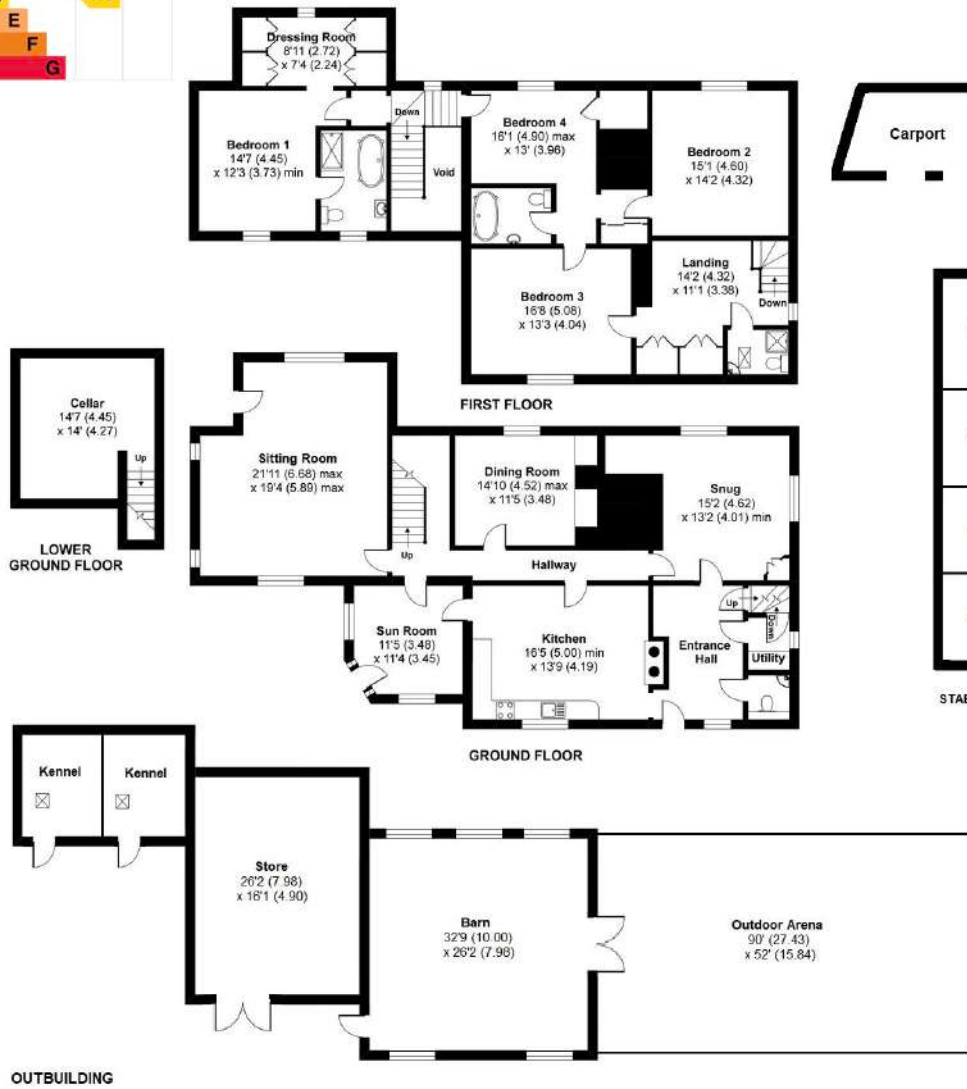 E
F
G
Dressing Room
8'11 (2.72)
x 7'4 (2.24)
Bedroom 1
14'7 (4.45)
x 12'3 (3.73) min
Down
Void
Bedroom 4
16'1 (4.90) max
x 13' (3.96)
Bedroom 2
15'1 (4.60)
x 14'2 (4.32)
Carport
Bedroom 3
16'8 (5.08)
x 13'3 (4.04)
Landing
14'2 (4.32)
x 11'1 (3.38)
Down
FIRST FLOOR
Cellar
14'7 (4.45)
x 14' (4.27)
Up
LOWER
GROUND FLOOR
Sitting Room
21'11 (6.68) max
x 19'4 (5.89) max
Up
Dining Room
14'10 (4.52) max
x 11'5 (3.48)
Snug
15'2 (4.62)
x 13'2 (4.01) min
Hallway
Sun Room
11'5 (3.48)
x 11'4 (3.45)
Kitchen
16'5 (5.00) min
x 13'9 (4.19)
Entrance
Hall
Up
Down
Utility
GROUND FLOOR
STAB
Kennel
Kennel
Store
26'2 (7.98)
x 16'1 (4.90)
Barn
32'9 (10.00)
x 26'2 (7.98)
Outdoor Arena
90' (27.43)
x 52' (15.84)
OUTBUILDING